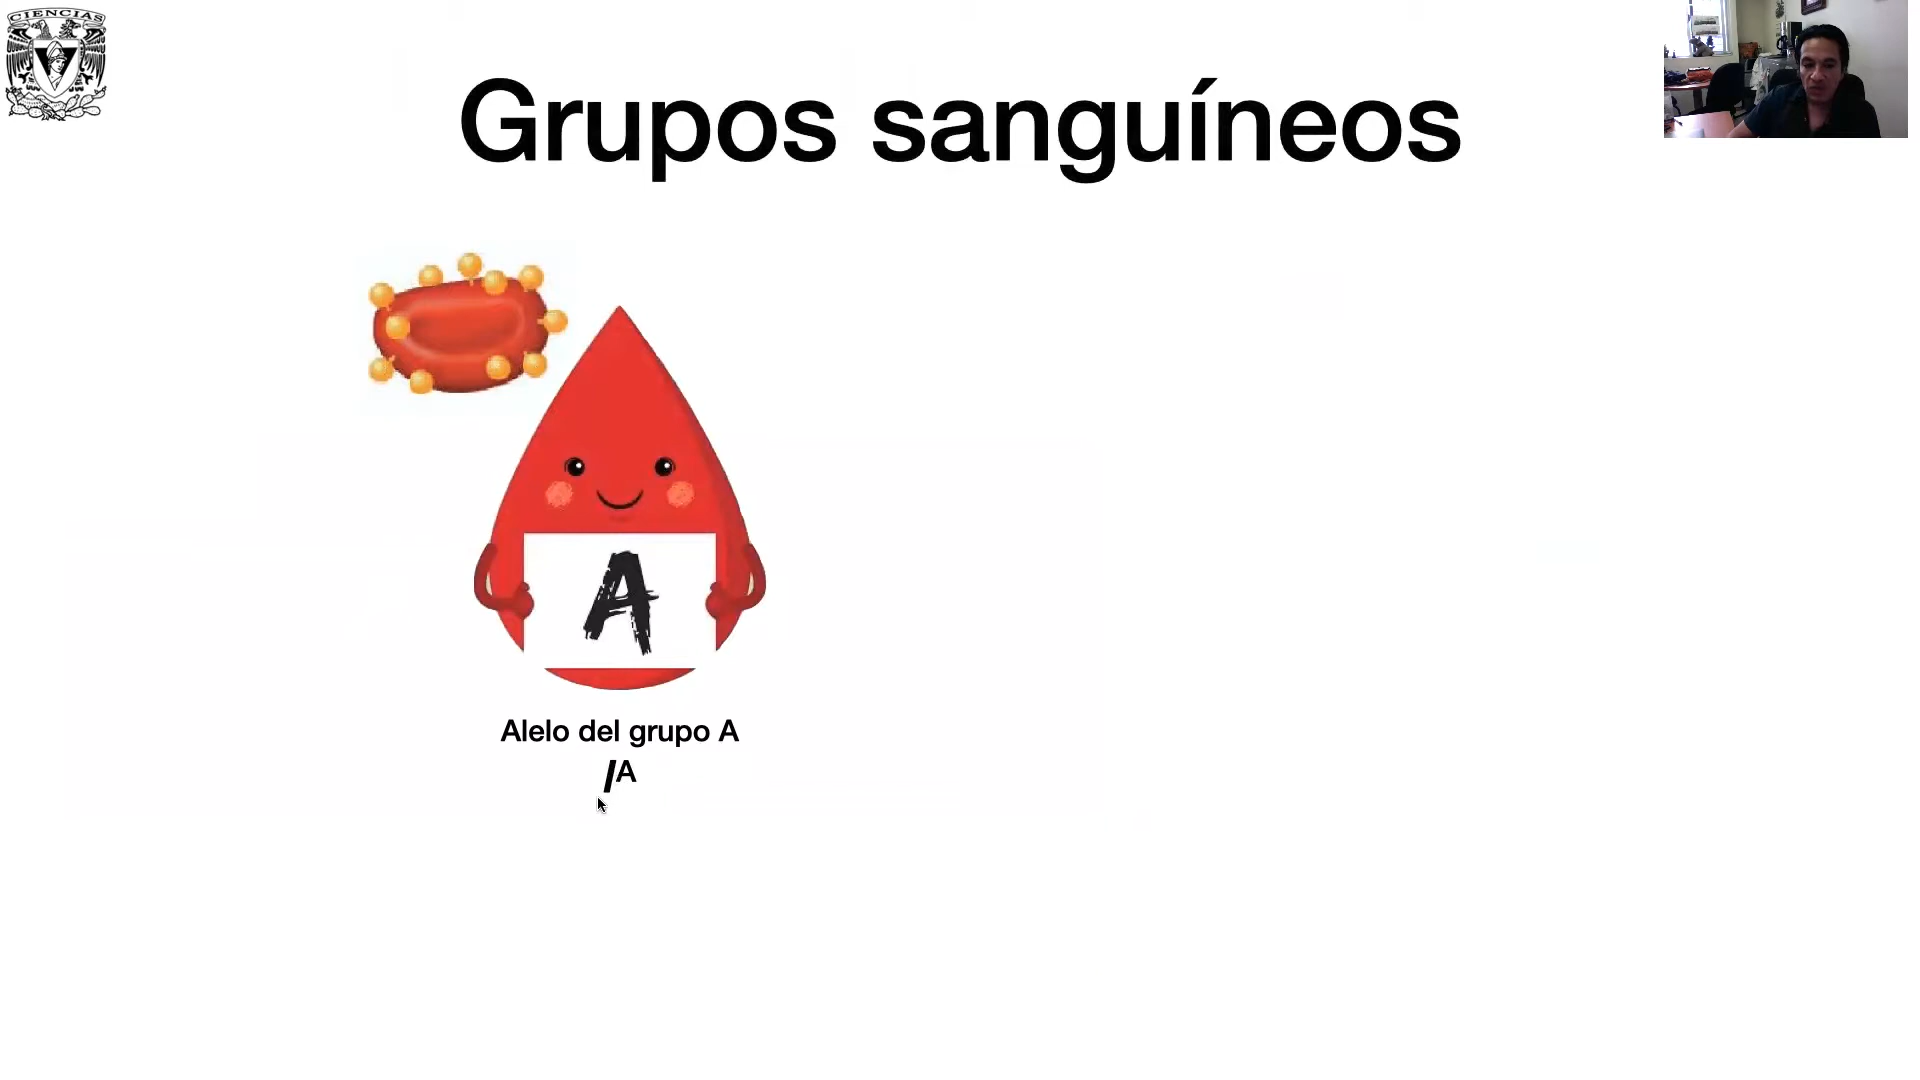 CIENCIAS
Grupos sanguíneos
A
Alelo del grupo A
Iᴬ